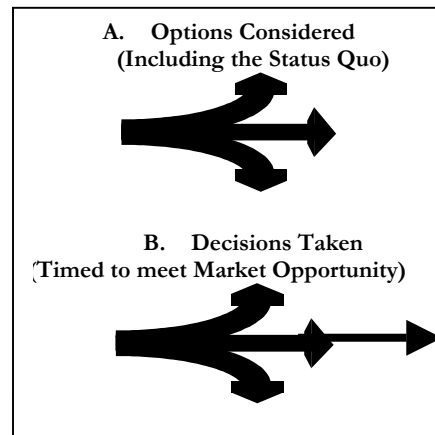 A. Options Considered
(Including the Status Quo)
B. Decisions Taken
(Timed to meet Market Opportunity)